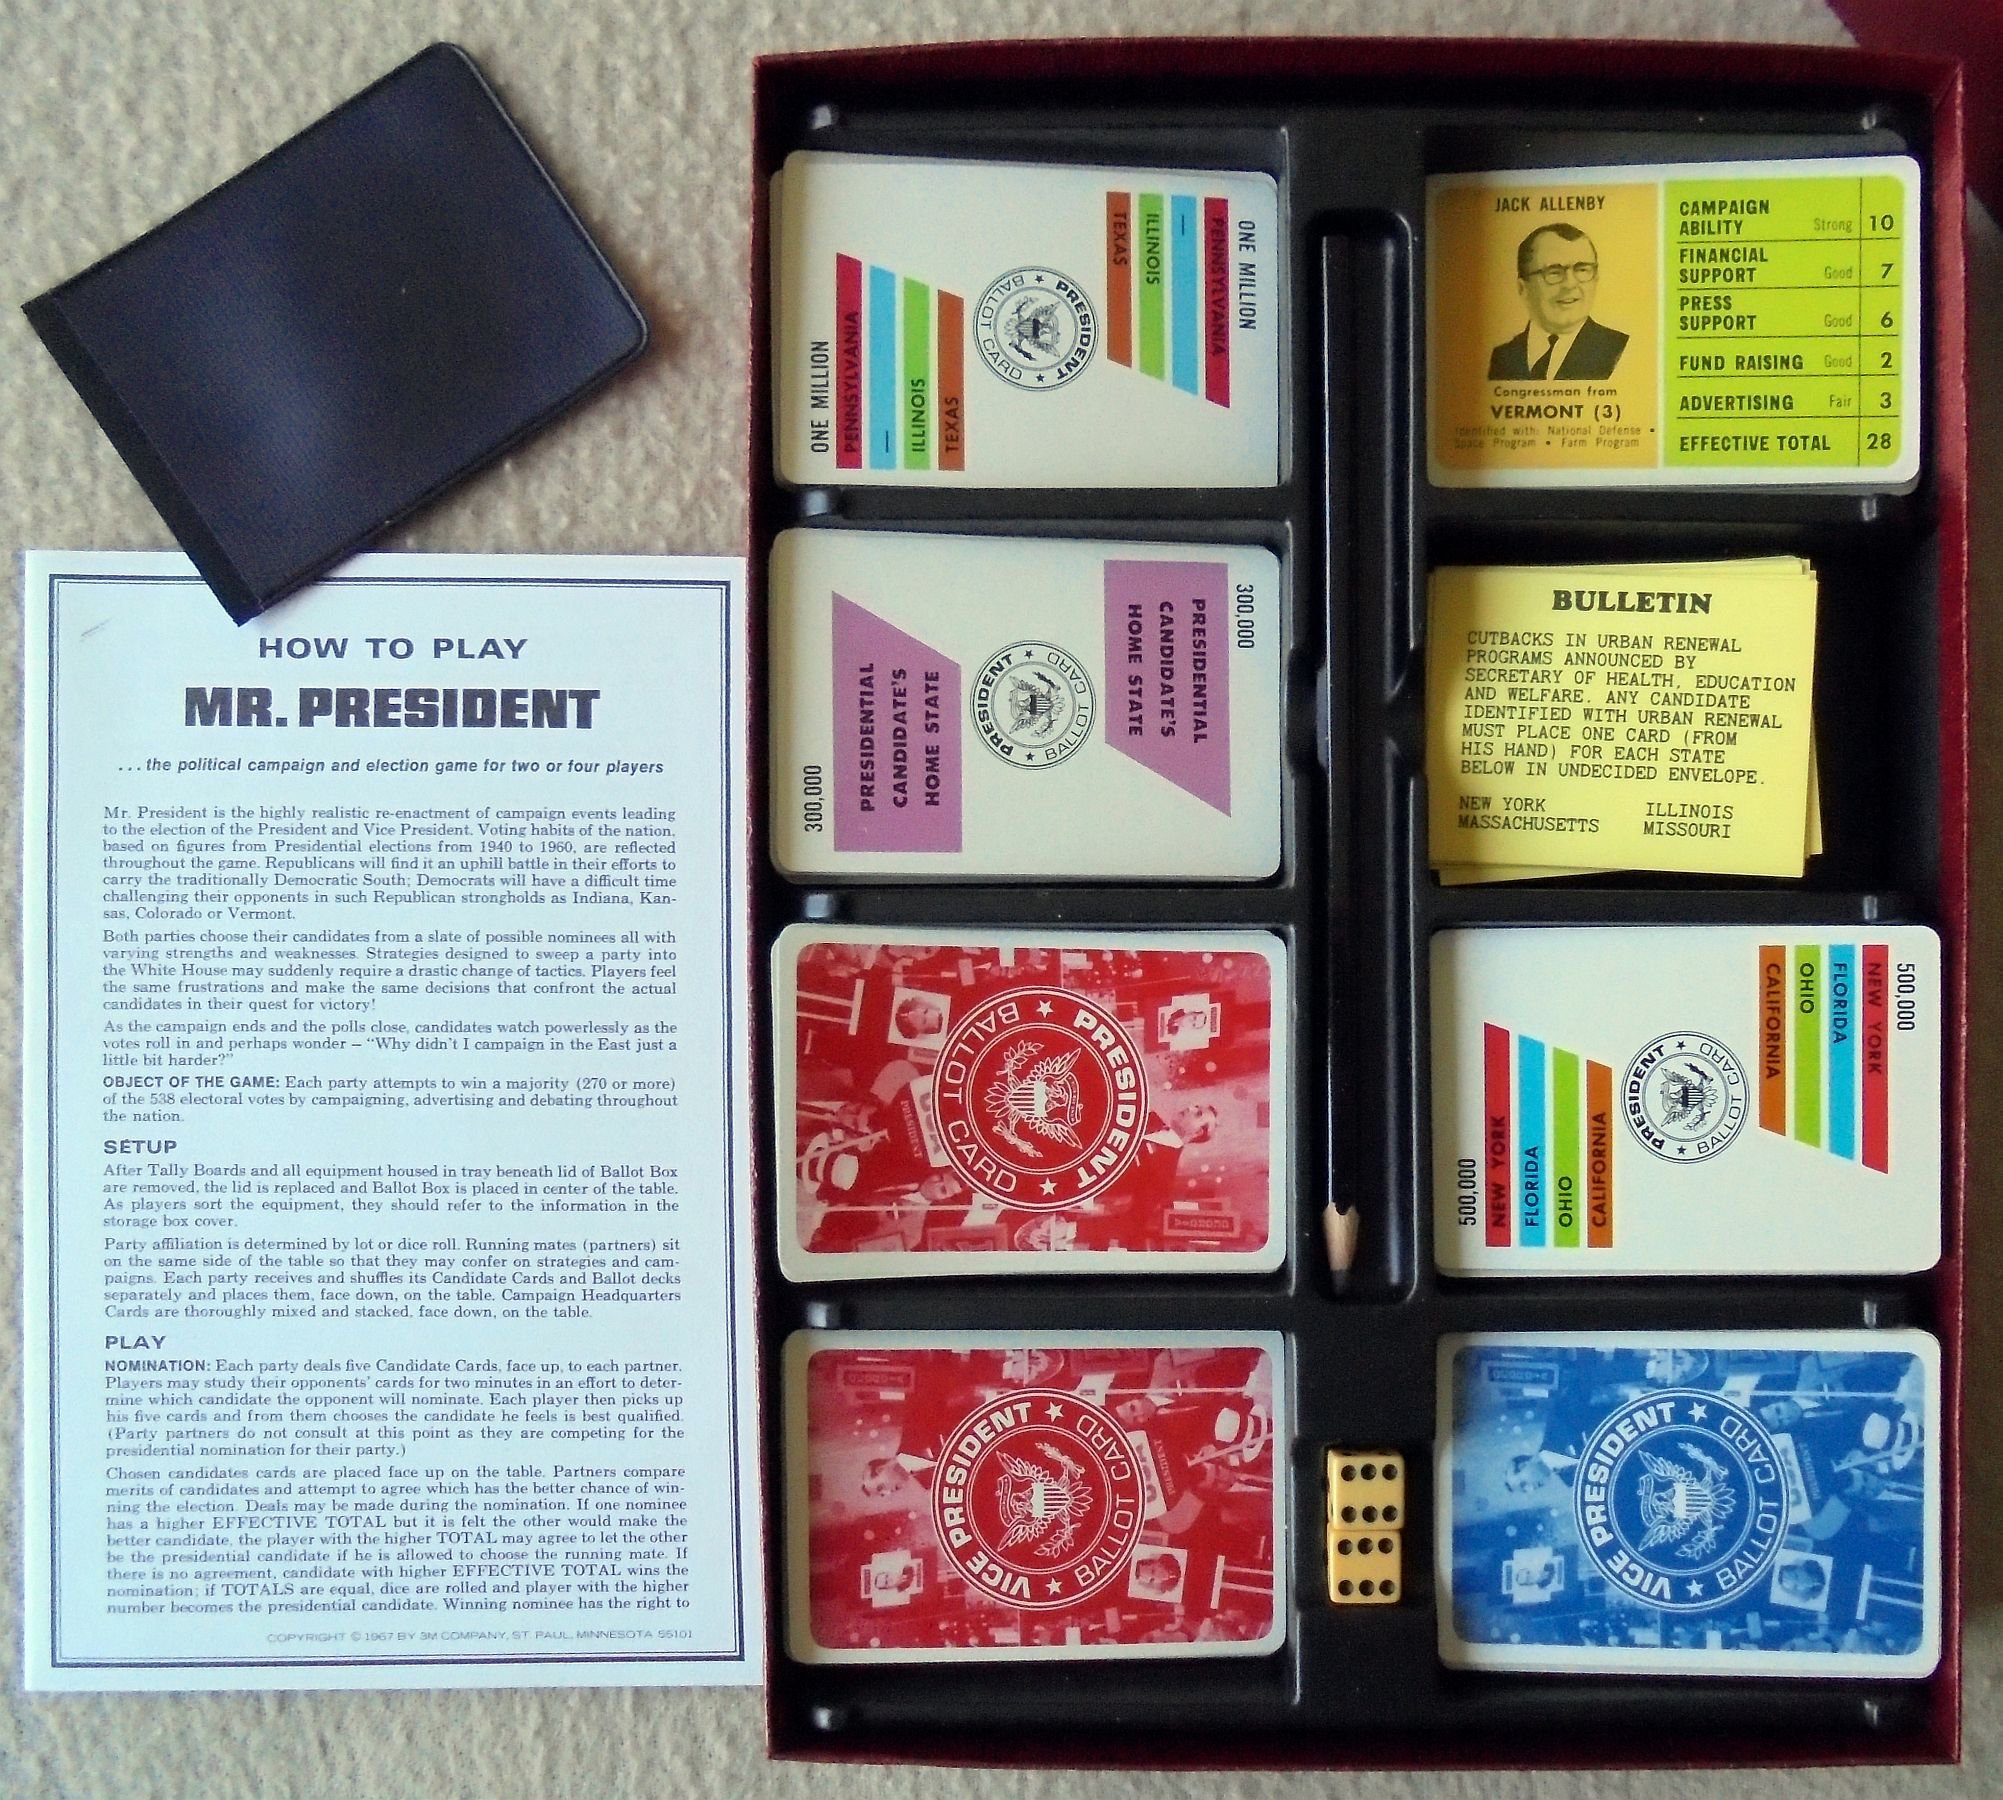 HOW TO PLAY
MR. PRESIDENT
...the political campaign and election game for two or four players
Mr. President is the highly realistic re-enactment of campaign events leading
to the election of the President and Vice President. Voting habits of the nation,
based on figures from Presidential elections from 1940 to 1960, are reflected
throughout the game. Republicans will find it an uphill battle in their efforts to
carry the traditionally Democratic South; Democrats will have a difficult time
challenging their opponents in such Republican strongholds as Indiana, Kan-
sas, Colorado or Vermont.
Both parties choose their candidates from a slate of possible nominees all with
varying strengths and weaknesses. Strategies designed to sweep a party into
the White House may suddenly require a drastic change of tactics. Players feel
the same frustrations and make the same decisions that confront the actual
candidates in their quest for victory!
As the campaign ends and the polls close, candidates watch powerlessly as the
votes roll in and perhaps wonder – “Why didn't I campaign in the East just a
little bit harder?”
OBJECT OF THE GAME: Each party attempts to win a majority (270 or more)
of the 538 electoral votes by campaigning, advertising and debating throughout
the nation.
SETUP
After Tally Boards and all equipment housed in tray beneath lid of Ballot Box
are removed, the lid is replaced and Ballot Box is placed in center of the table.
As players sort the equipment, they should refer to the information in the
storage box cover.
Party affiliation is determined by lot or dice roll. Running mates (partners) sit
on the same side of the table so that they may confer on strategies and cam-
paigns. Each party receives and shuffles its Candidate Cards and Ballot decks
separately and places them, face down, on the table. Campaign Headquarters
Cards are thoroughly mixed and stacked, face down, on the table.
PLAY
NOMINATION: Each party deals five Candidate Cards, face up, to each partner.
Players may study their opponents' cards for two minutes in an effort to deter-
mine which candidate the opponent will nominate. Each player then picks up
his five cards and from them chooses the candidate he feels is best qualified.
(Party partners do not consult at this point as they are competing for the
presidential nomination for their party.)
Chosen candidates cards are placed face up on the table. Partners compare
merits of candidates and attempt to agree which has the better chance of win-
ning the election. Deals may be made during the nomination. If one nominee
has a higher EFFECTIVE TOTAL but it is felt the other would make the
better candidate, the player with the higher TOTAL may agree to let the other
be the presidential candidate if he is allowed to choose the running mate. If
there is no agreement, candidate with higher EFFECTIVE TOTAL wins the
nomination; if TOTALS are equal, dice are rolled and player with the higher
number becomes the presidential candidate. Winning nominee has the right to
COPYRIGHT © 1967 BY 3M COMPANY, ST. PAUL, MINNESOTA 55101
ONE MILLION
PENNSYLVANIA
—
ILLINOIS
TEXAS
PRESIDENT
BALLOT CARD
ONE MILLION
PENNSYLVANIA
—
ILLINOIS
TEXAS
300,000
PRESIDENTIAL
CANDIDATE'S
HOME STATE
PRESIDENT
BALLOT CARD
300,000
PRESIDENTIAL
CANDIDATE'S
HOME STATE
PRESIDENT
BALLOT CARD
VICE PRESIDENT
BALLOT CARD
JACK ALLENBY
Congressman from
VERMONT (3)
Identified with: National Defense •
Space Program • Farm Program
CAMPAIGN
ABILITY Strong 10
FINANCIAL
SUPPORT Good 7
PRESS
SUPPORT Good 6
FUND RAISING Good 2
ADVERTISING Fair 3
EFFECTIVE TOTAL 28
BULLETIN
CUTBACKS IN URBAN RENEWAL
PROGRAMS ANNOUNCED BY
SECRETARY OF HEALTH, EDUCATION
AND WELFARE. ANY CANDIDATE
IDENTIFIED WITH URBAN RENEWAL
MUST PLACE ONE CARD (FROM
HIS HAND) FOR EACH STATE
BELOW IN UNDECIDED ENVELOPE.
NEW YORK ILLINOIS
MASSACHUSETTS MISSOURI
500,000
NEW YORK
FLORIDA
OHIO
CALIFORNIA
PRESIDENT
BALLOT CARD
500,000
NEW YORK
FLORIDA
OHIO
CALIFORNIA
VICE PRESIDENT
BALLOT CARD